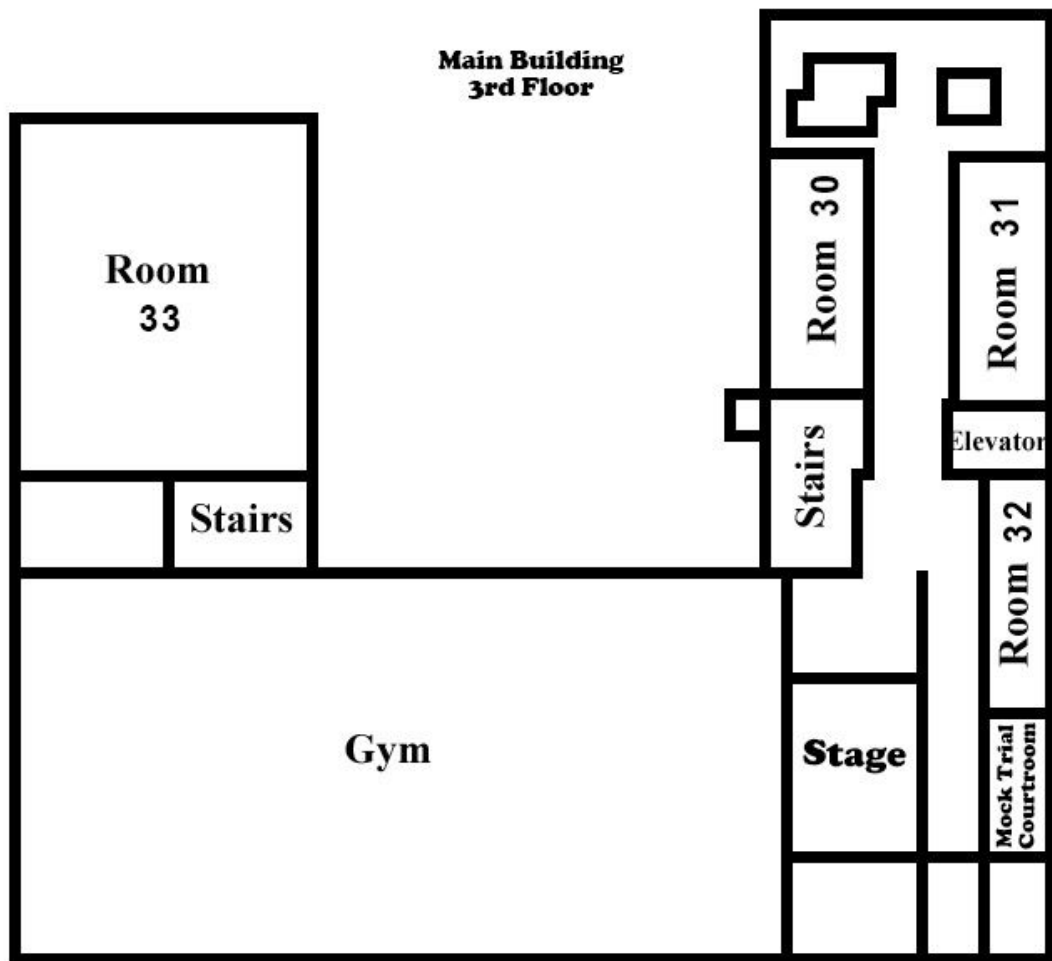 Main Building
3rd Floor
Room
33
Room 30
Room 31
Elevator
Stairs
Stairs
Room 32
Gym
Stage
Mock Trial
Courtroom